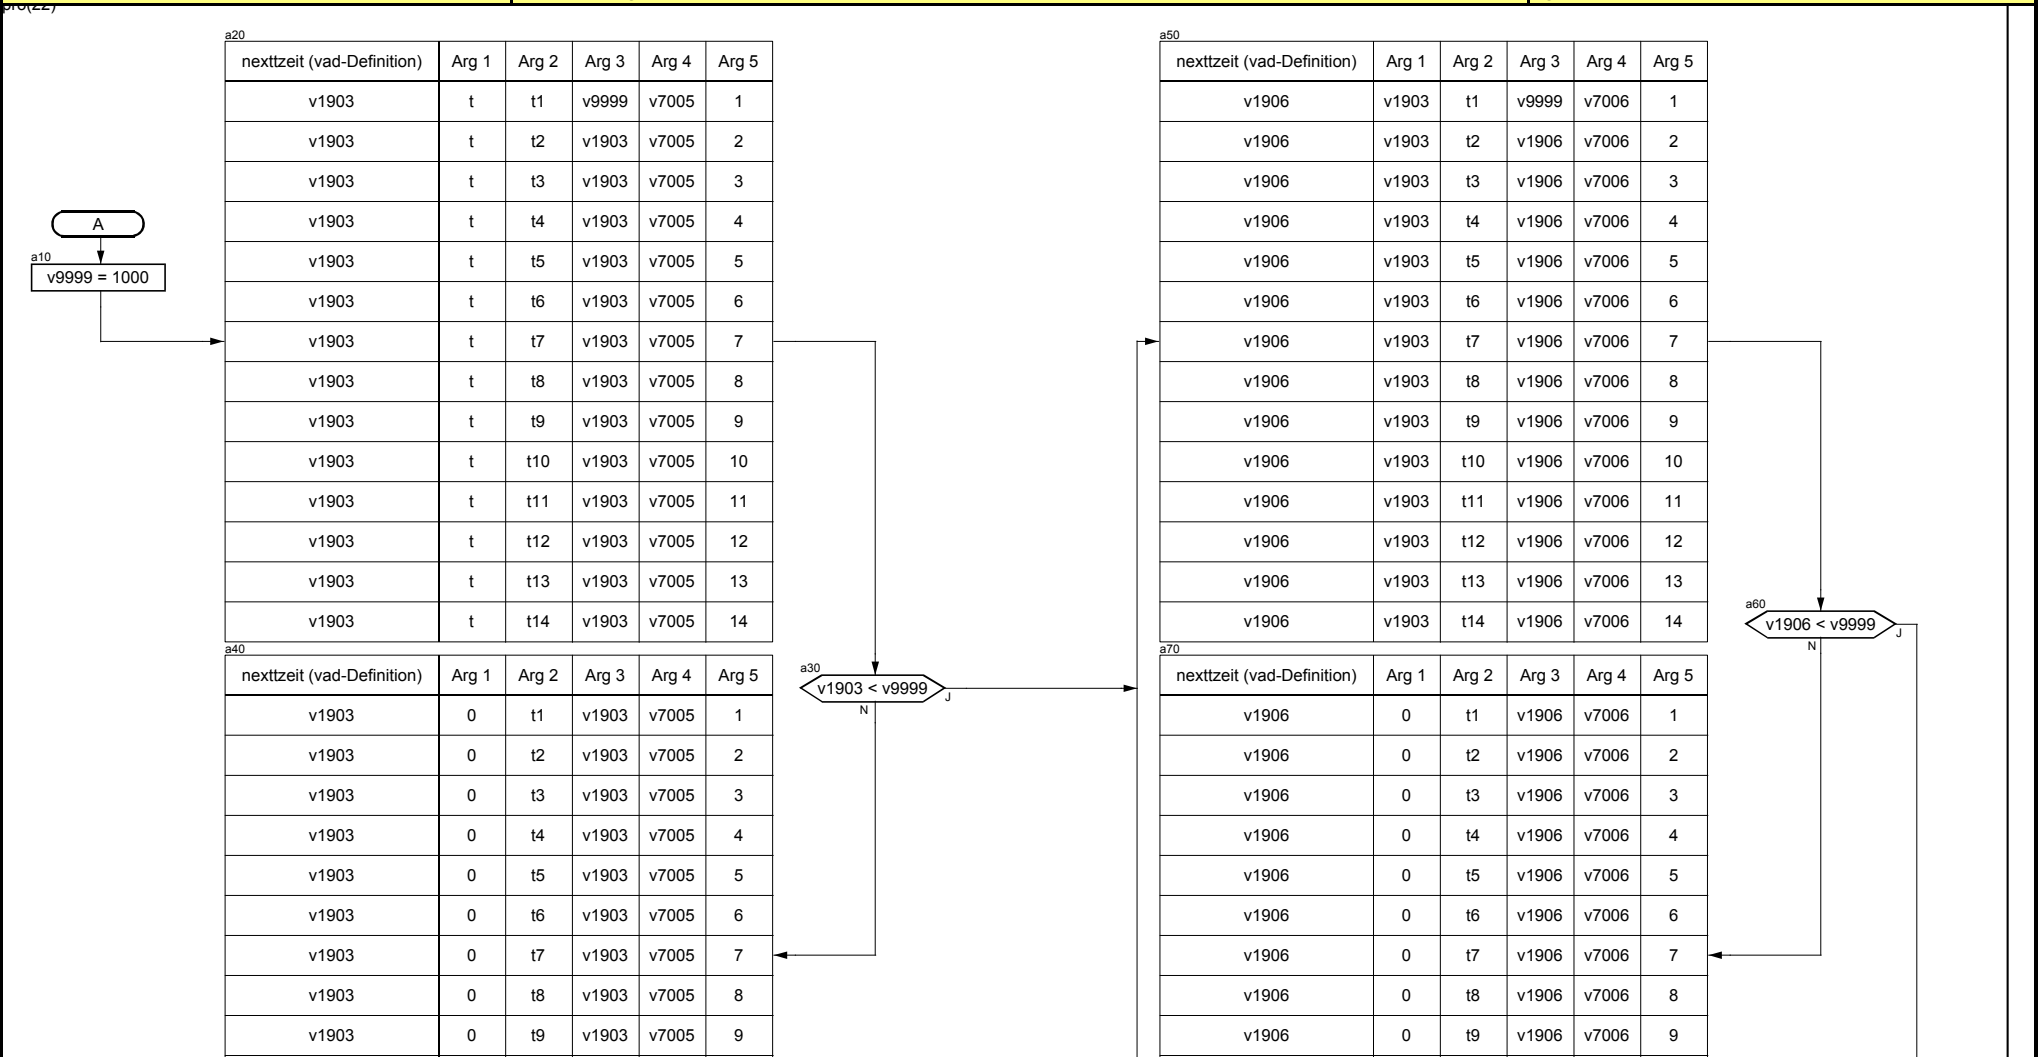 a20
nexttzeit (vad-Definition) Arg 1 Arg 2 Arg 3 Arg 4 Arg 5
v1903 t t1 v9999 v7005 1
v1903 t t2 v1903 v7005 2
v1903 t t3 v1903 v7005 3
v1903 t t4 v1903 v7005 4
v1903 t t5 v1903 v7005 5
v1903 t t6 v1903 v7005 6
v1903 t t7 v1903 v7005 7
v1903 t t8 v1903 v7005 8
v1903 t t9 v1903 v7005 9
v1903 t t10 v1903 v7005 10
v1903 t t11 v1903 v7005 11
v1903 t t12 v1903 v7005 12
v1903 t t13 v1903 v7005 13
v1903 t t14 v1903 v7005 14
A
a10
v9999 = 1000
a40
nexttzeit (vad-Definition) Arg 1 Arg 2 Arg 3 Arg 4 Arg 5
v1903 0 t1 v1903 v7005 1
v1903 0 t2 v1903 v7005 2
v1903 0 t3 v1903 v7005 3
v1903 0 t4 v1903 v7005 4
v1903 0 t5 v1903 v7005 5
v1903 0 t6 v1903 v7005 6
v1903 0 t7 v1903 v7005 7
v1903 0 t8 v1903 v7005 8
v1903 0 t9 v1903 v7005 9
a30
v1903 < v9999
J
N
a50
nexttzeit (vad-Definition) Arg 1 Arg 2 Arg 3 Arg 4 Arg 5
v1906 v1903 t1 v9999 v7006 1
v1906 v1903 t2 v1906 v7006 2
v1906 v1903 t3 v1906 v7006 3
v1906 v1903 t4 v1906 v7006 4
v1906 v1903 t5 v1906 v7006 5
v1906 v1903 t6 v1906 v7006 6
v1906 v1903 t7 v1906 v7006 7
v1906 v1903 t8 v1906 v7006 8
v1906 v1903 t9 v1906 v7006 9
v1906 v1903 t10 v1906 v7006 10
v1906 v1903 t11 v1906 v7006 11
v1906 v1903 t12 v1906 v7006 12
v1906 v1903 t13 v1906 v7006 13
v1906 v1903 t14 v1906 v7006 14
a60
v1906 < v9999
J
N
a70
nexttzeit (vad-Definition) Arg 1 Arg 2 Arg 3 Arg 4 Arg 5
v1906 0 t1 v1906 v7006 1
v1906 0 t2 v1906 v7006 2
v1906 0 t3 v1906 v7006 3
v1906 0 t4 v1906 v7006 4
v1906 0 t5 v1906 v7006 5
v1906 0 t6 v1906 v7006 6
v1906 0 t7 v1906 v7006 7
v1906 0 t8 v1906 v7006 8
v1906 0 t9 v1906 v7006 9